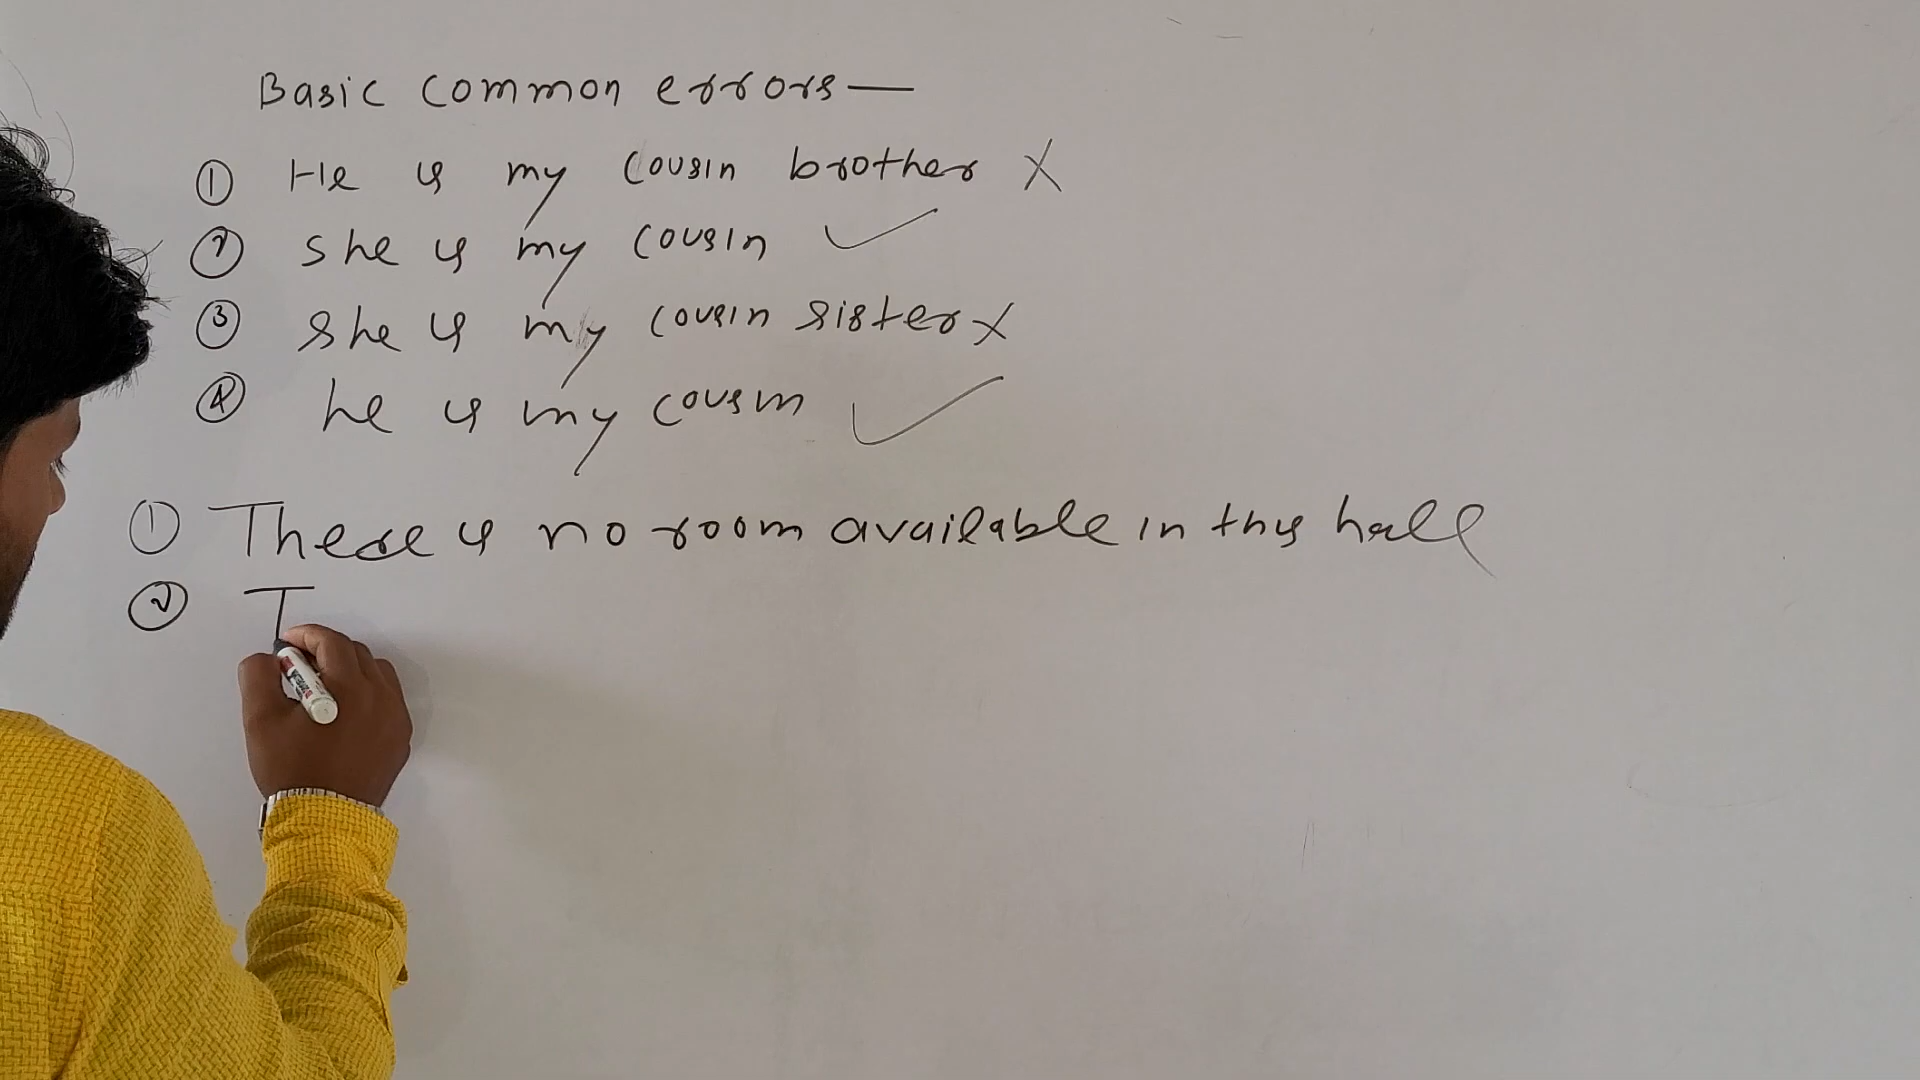 Basic common errors—
① He is my cousin brother X
② she is my cousin ✓
③ she is my cousin sister X
④ he is my cousin ✓
① There is no room available in this hall
② T